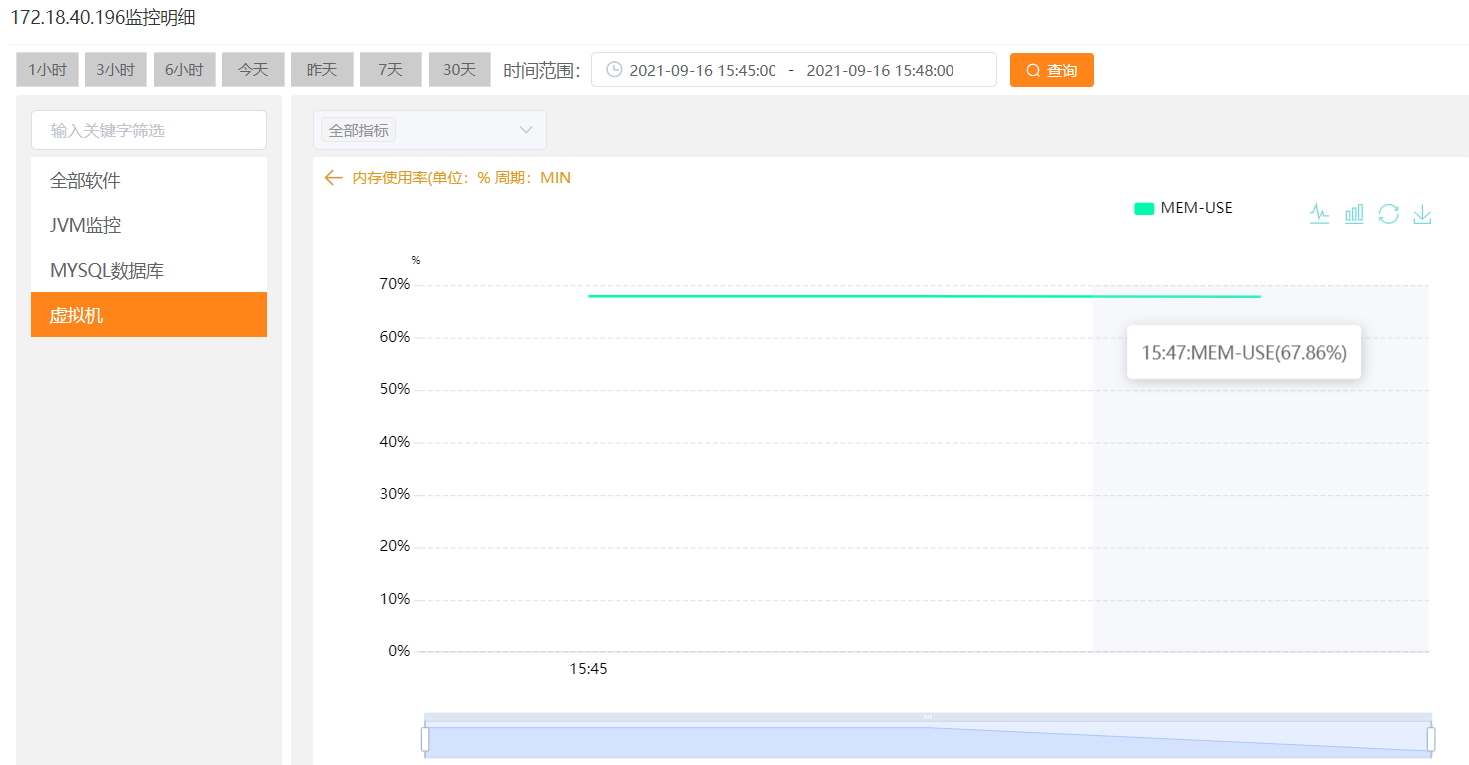 172.18.40.196监控明细
1小时 3小时 6小时 今天 昨天 7天 30天 时间范围： 2021-09-16 15:45:00 - 2021-09-16 15:48:00 查询
输入关键字筛选
全部软件
JVM监控
MYSQL数据库
虚拟机
全部指标
内存使用率(单位：% 周期：MIN
MEM-USE
%
70%
60%
50%
40%
30%
20%
10%
0%
15:47:MEM-USE(67.86%)
15:45